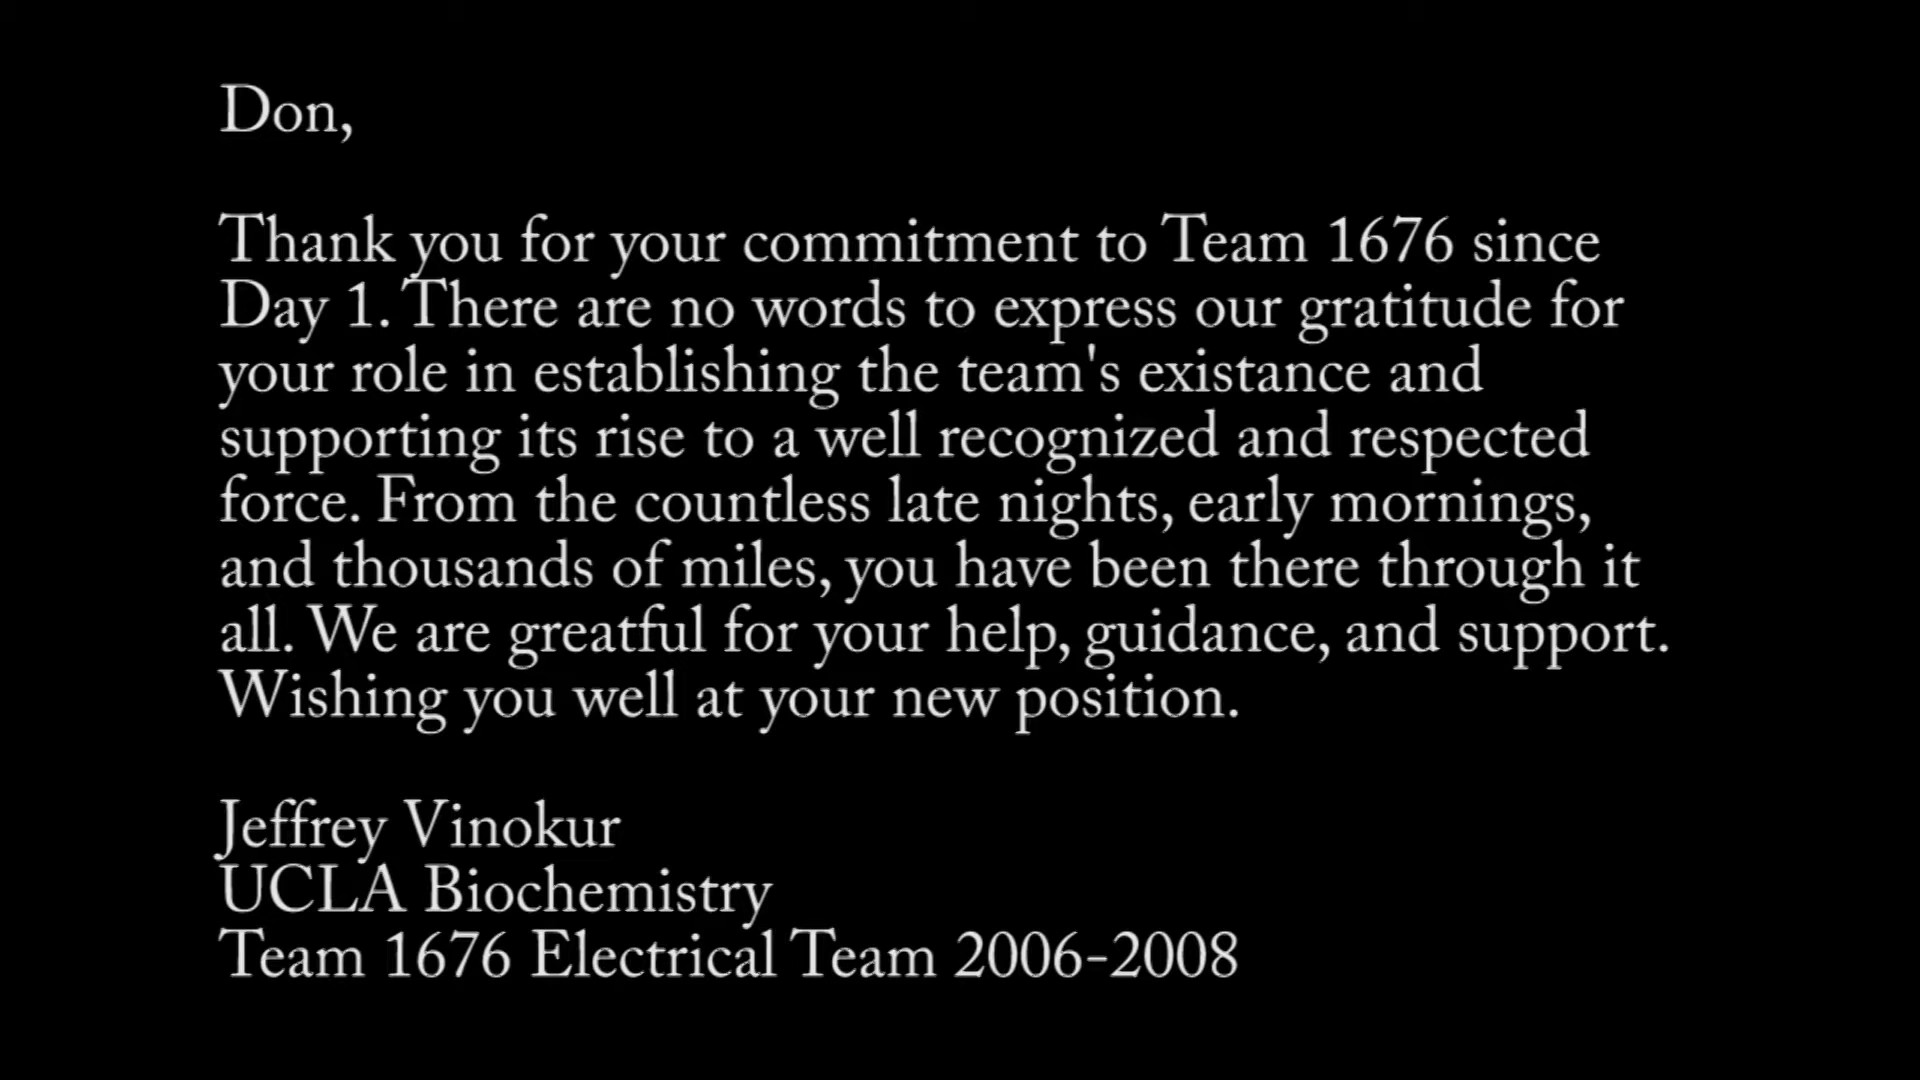 Don,
Thank you for your commitment to Team 1676 since
Day 1. There are no words to express our gratitude for
your role in establishing the team's existance and
supporting its rise to a well recognized and respected
force. From the countless late nights, early mornings,
and thousands of miles, you have been there through it
all. We are greatful for your help, guidance, and support.
Wishing you well at your new position.
Jeffrey Vinokur
UCLA Biochemistry
Team 1676 Electrical Team 2006-2008